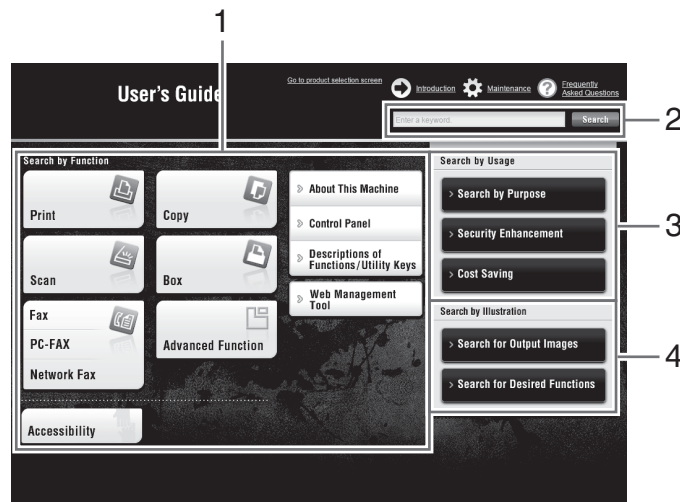 1
User's Guide
Go to product selection screen
Introduction
Maintenance
Frequently
Asked Questions
Enter a keyword.
Search
2
Search by Function
Print
Copy
Scan
Box
Fax
PC-FAX
Network Fax
Advanced Function
Accessibility
About This Machine
Control Panel
Descriptions of
Functions/Utility Keys
Web Management
Tool
Search by Usage
Search by Purpose
Security Enhancement
Cost Saving
3
Search by Illustration
Search for Output Images
Search for Desired Functions
4